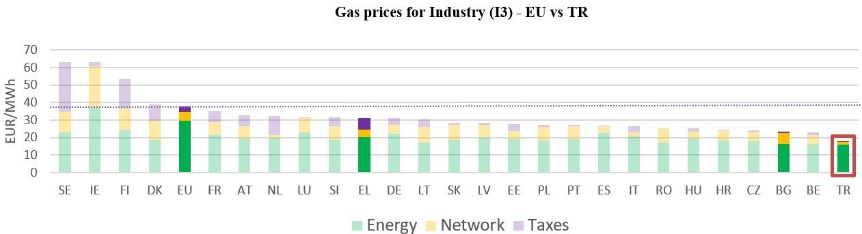 Gas prices for Industry (I3) - EU vs TR
EUR/MWh
70
60
50
40
30
20
10
0
SE IE FI DK EU FR AT NL LU SI EL DE LT SK LV EE PL PT ES IT RO HU HR CZ BG BE TR
Energy Network Taxes